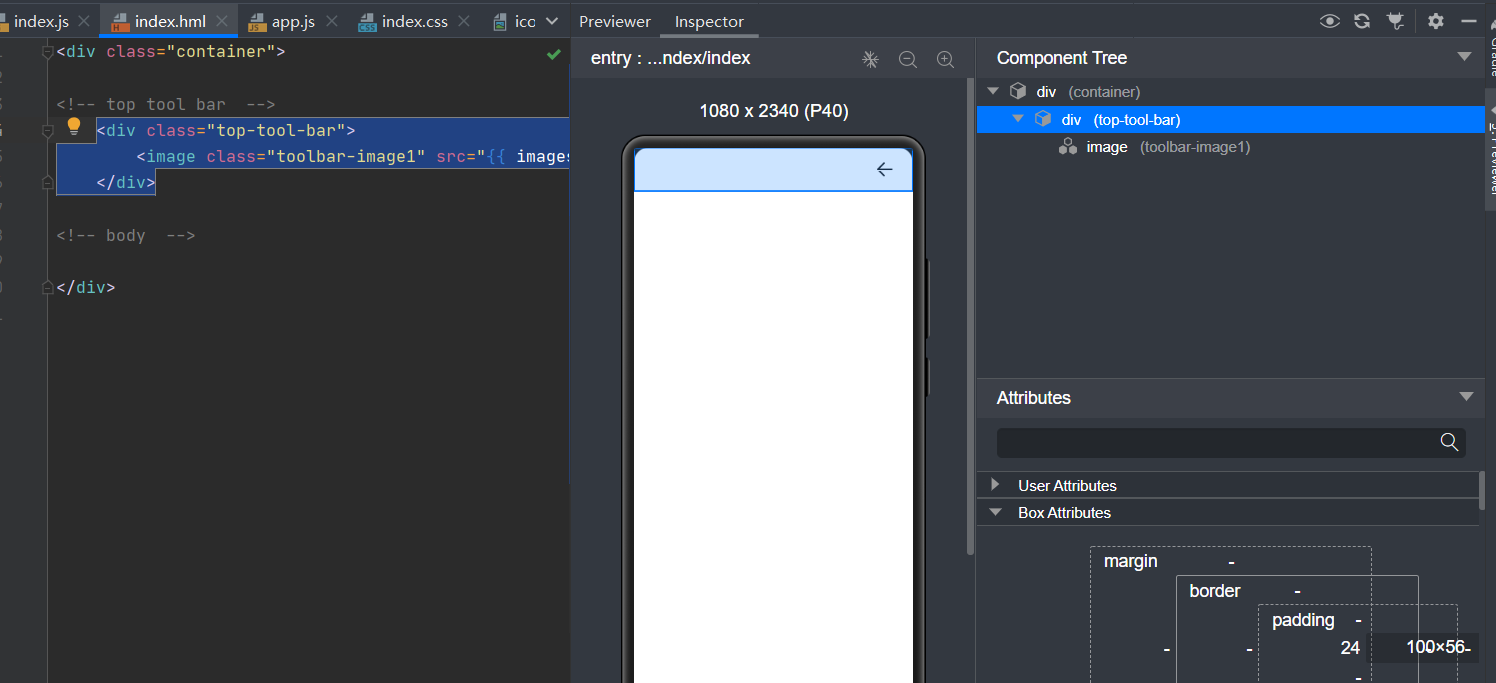 index.js
index.hml
app.js
index.css
ico
Previewer
Inspector
<div class="container">
<!-- top tool bar  -->
<div class="top-tool-bar">
<image class="toolbar-image1" src="{{ images
</div>
<!-- body  -->
</div>
entry : ...ndex/index
1080 x 2340 (P40)
Component Tree
div (container)
div (top-tool-bar)
image (toolbar-image1)
Attributes
User Attributes
Box Attributes
margin -
border -
padding -
- - 24 100×56-
-